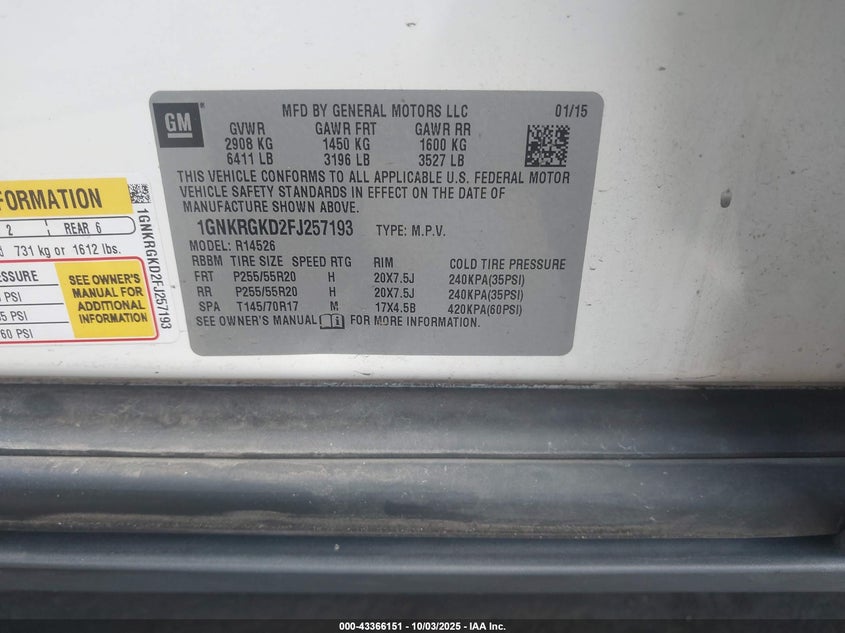 GM
MFD BY GENERAL MOTORS LLC 01/15
GVWR GAWR FRT GAWR RR
2908 KG 1450 KG 1600 KG
6411 LB 3196 LB 3527 LB
THIS VEHICLE CONFORMS TO ALL APPLICABLE U.S. FEDERAL MOTOR
VEHICLE SAFETY STANDARDS IN EFFECT ON THE DATE OF
MANUFACTURE SHOWN ABOVE.
1GNKRGKD2FJ257193 TYPE: M.P.V.
MODEL: R14526
RBBM TIRE SIZE SPEED RTG RIM COLD TIRE PRESSURE
FRT P255/55R20 H 20X7.5J 240KPA(35PSI)
RR P255/55R20 H 20X7.5J 240KPA(35PSI)
SPA T145/70R17 M 17X4.5B 420KPA(60PSI)
SEE OWNER'S MANUAL FOR MORE INFORMATION.
FORMATION
2 REAR 6
731 kg or 1612 lbs.
SSURE
PSI
5 PSI
60 PSI
SEE OWNER'S
MANUAL FOR
ADDITIONAL
INFORMATION
1GNKRGKD2FJ257193
000-43366151 - 10/03/2025 - IAA Inc.